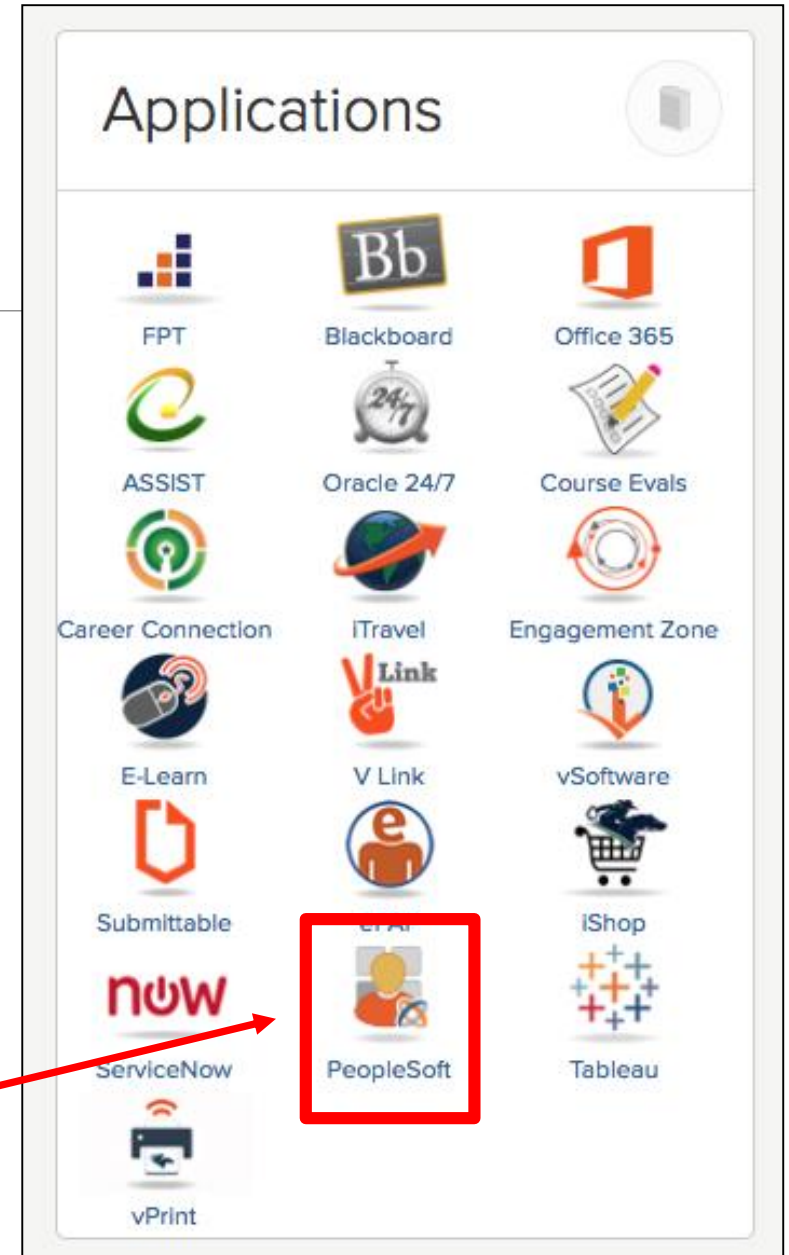 Applications
Bb
FPT Blackboard Office 365
24/7
ASSIST Oracle 24/7 Course Evals
Career Connection iTravel Engagement Zone
Link
E-Learn V Link vSoftware
e
Submittable iShop
now
ServiceNow PeopleSoft Tableau
vPrint